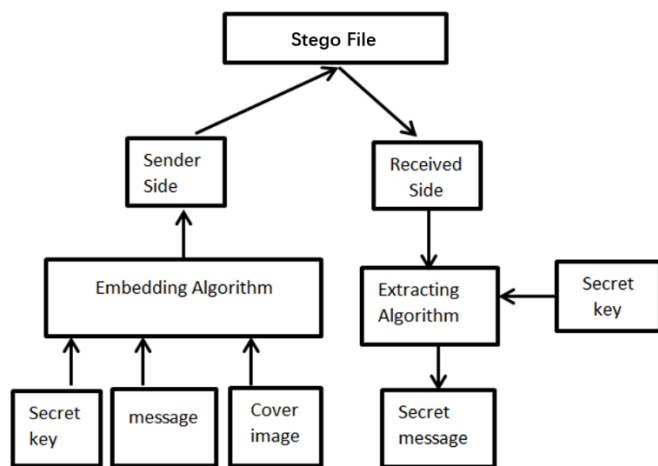 Stego File
Sender
Side
Received
Side
Embedding Algorithm
Extracting
Algorithm
Secret
key
Secret
key
message
Cover
image
Secret
message